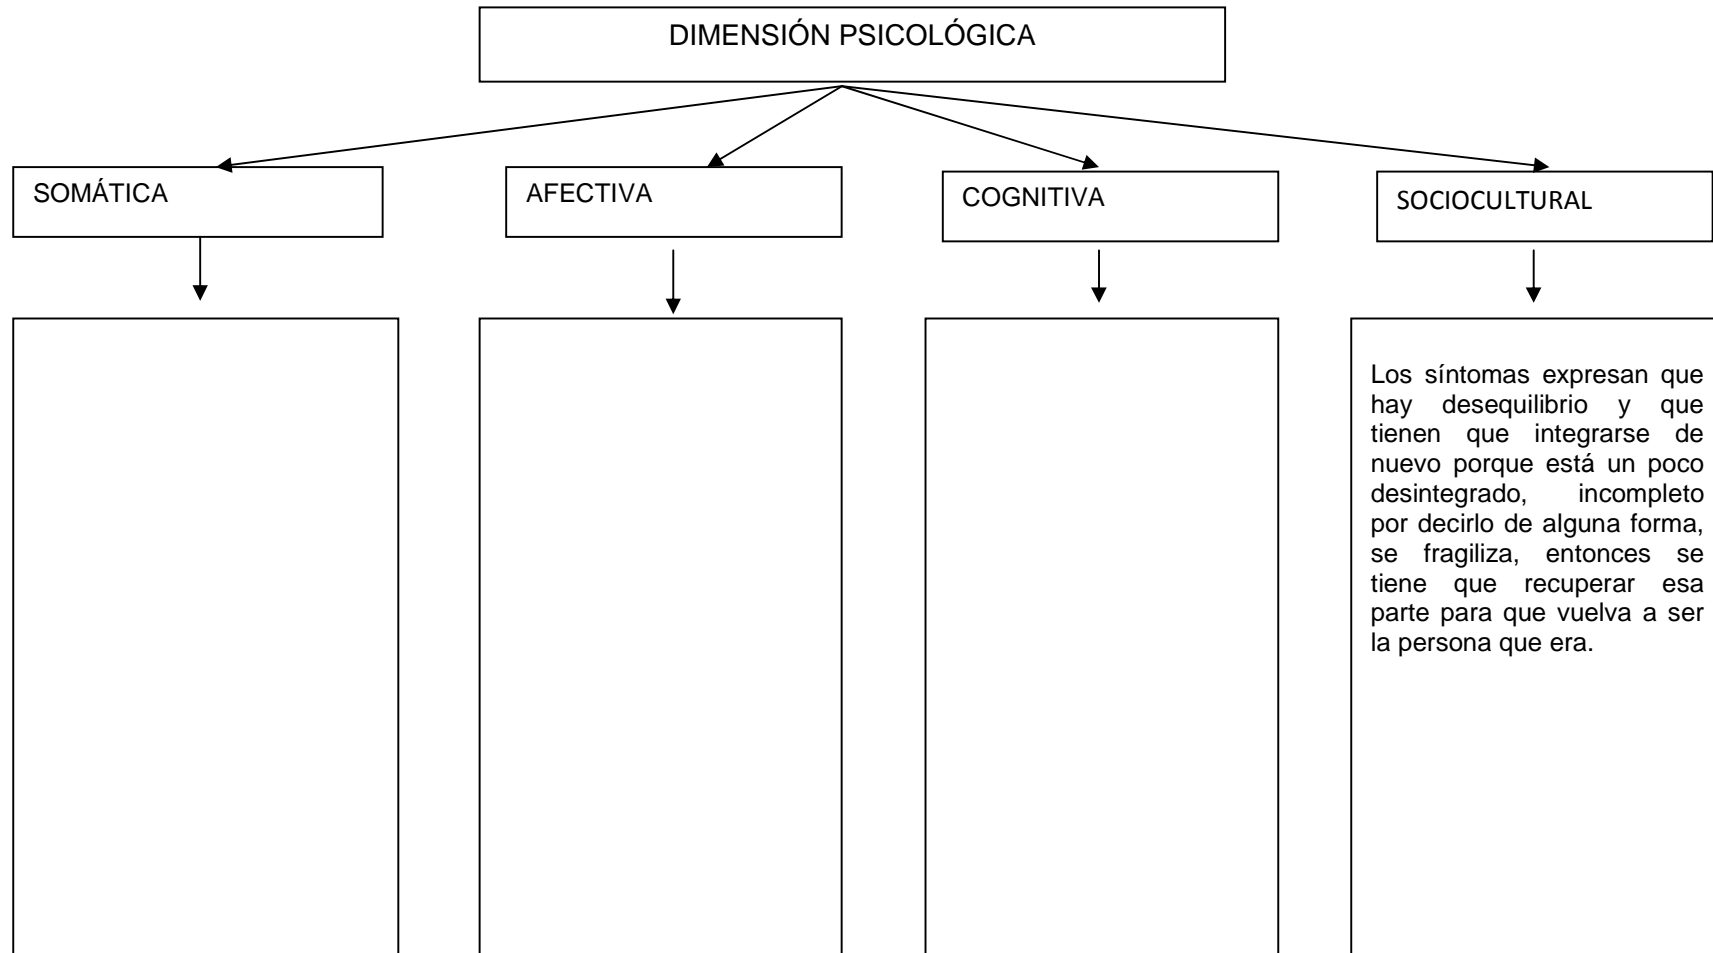 DIMENSIÓN PSICOLÓGICA
SOMÁTICA
AFECTIVA
COGNITIVA
SOCIOCULTURAL
Los síntomas expresan que
hay desequilibrio y que
tienen que integrarse de
nuevo porque está un poco
desintegrado, incompleto
por decirlo de alguna forma,
se fragiliza, entonces se
tiene que recuperar esa
parte para que vuelva a ser
la persona que era.